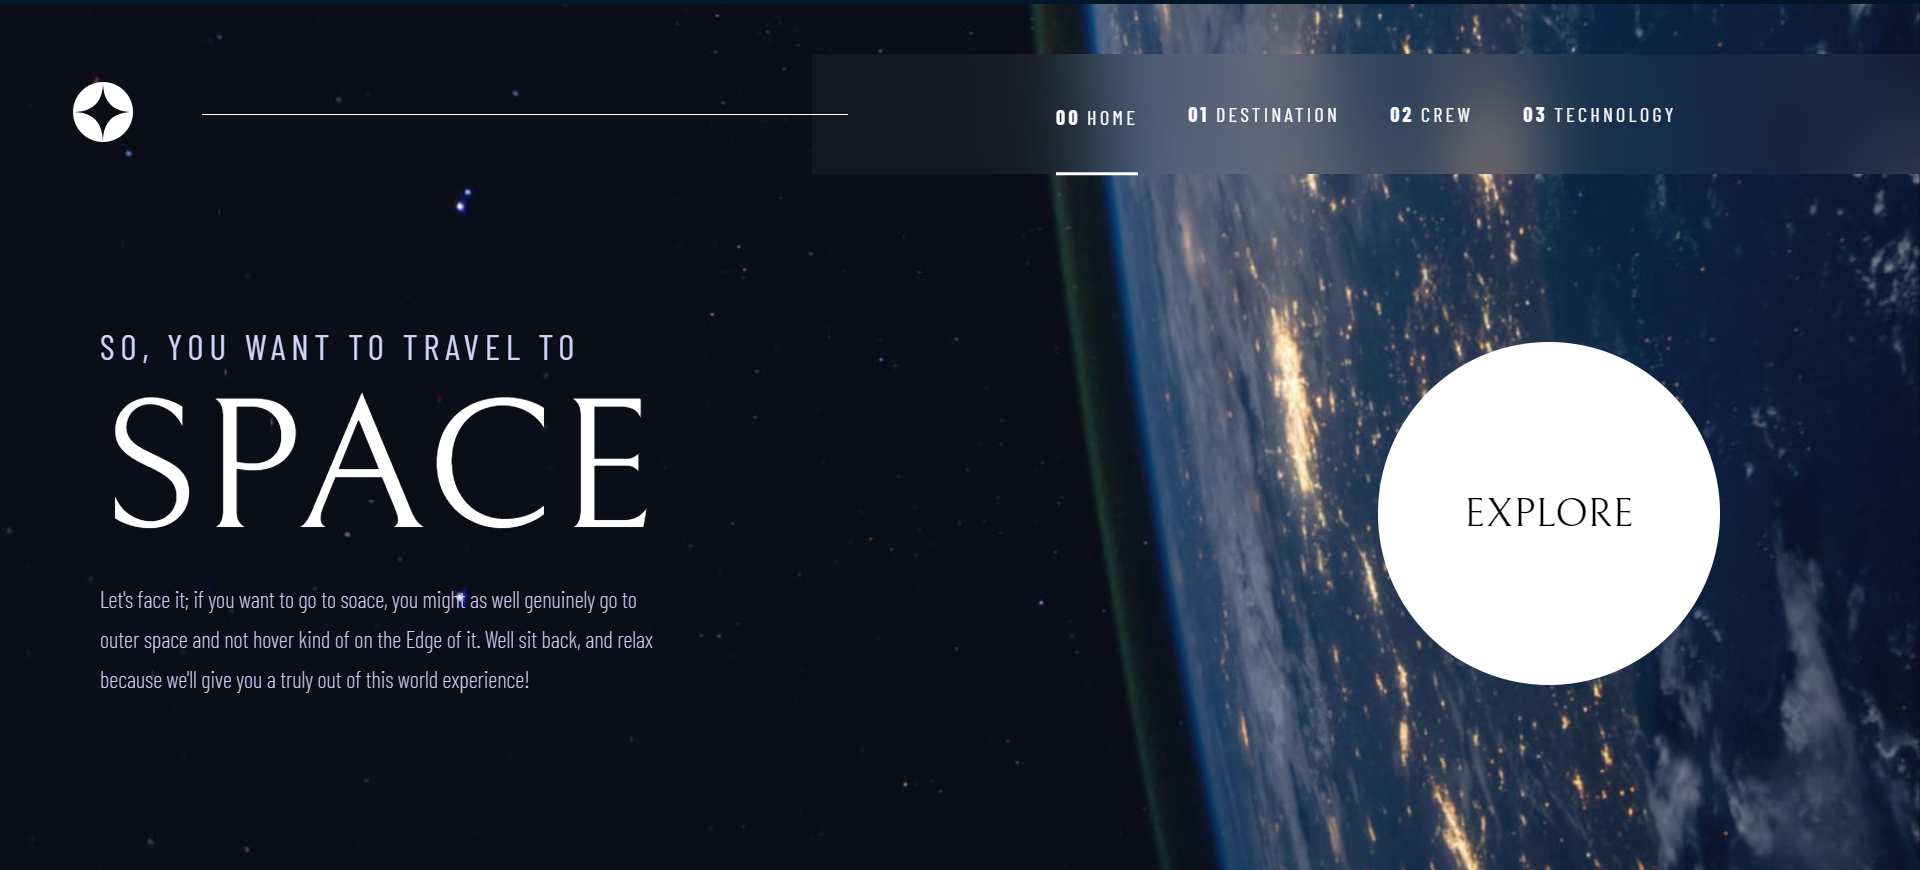 00 HOME 01 DESTINATION 02 CREW 03 TECHNOLOGY
SO, YOU WANT TO TRAVEL TO
SPACE
Let's face it; if you want to go to soace, you might as well genuinely go to
outer space and not hover kind of on the Edge of it. Well sit back, and relax
because we'll give you a truly out of this world experience!
EXPLORE